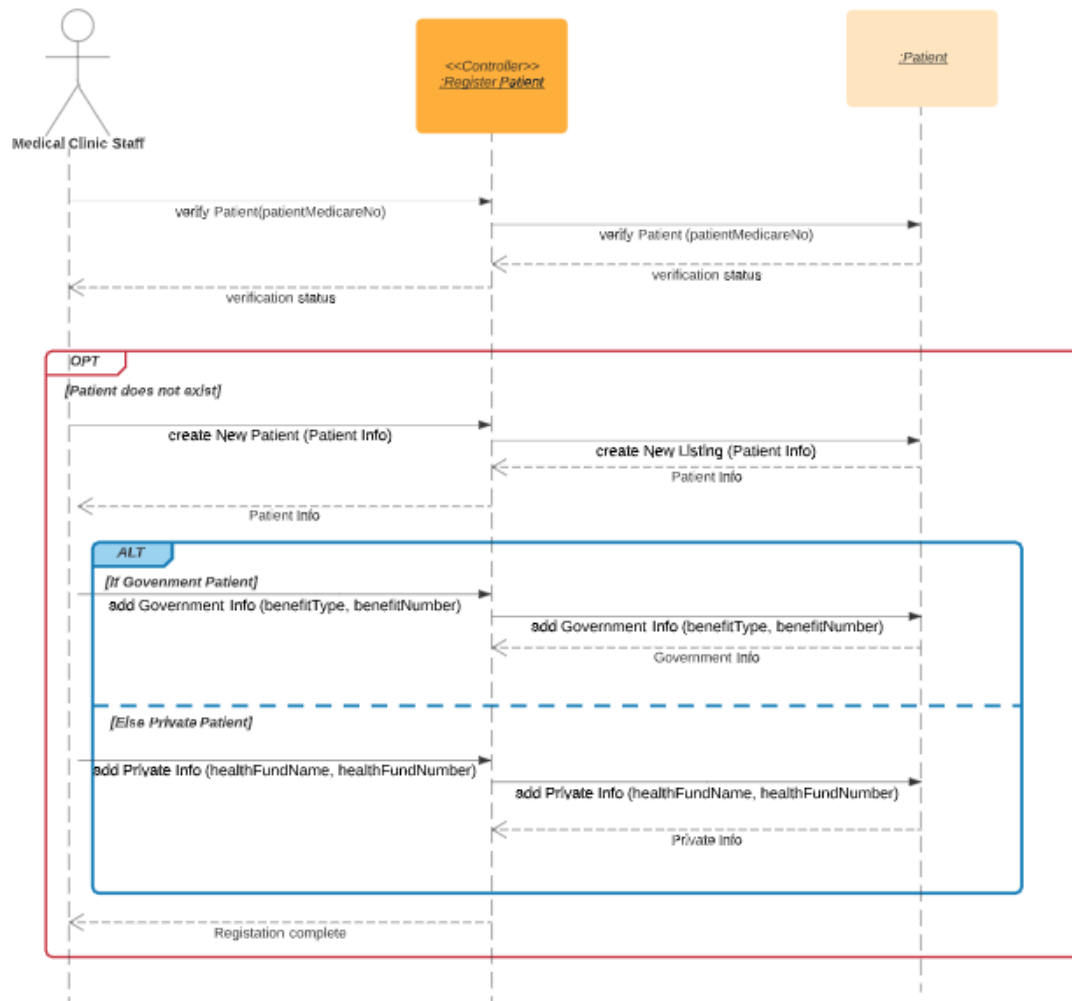 <<Controller>>
:Register Patient
:Patient
Medical Clinic Staff
verify Patient(patientMedicareNo)
verify Patient (patientMedicareNo)
verification status
verification status
OPT
[Patient does not exist]
create New Patient (Patient Info)
create New Listing (Patient Info)
Patient Info
Patient Info
ALT
[If Govenment Patient]
add Government Info (benefitType, benefitNumber)
add Government Info (benefitType, benefitNumber)
Government Info
[Else Private Patient]
add Private Info (healthFundName, healthFundNumber)
add Private Info (healthFundName, healthFundNumber)
Private Info
Registation complete